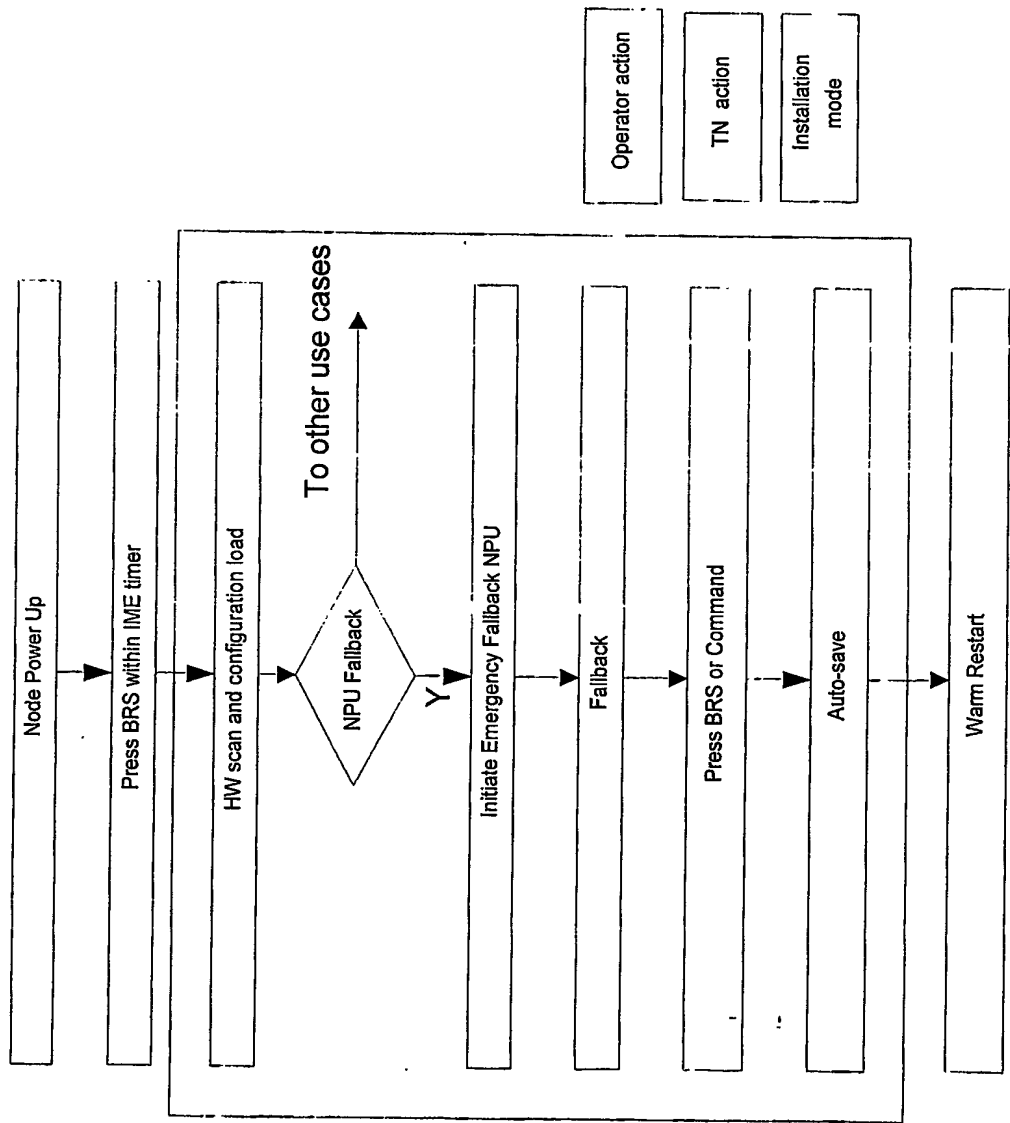 Node Power Up
Press BRS within IME timer
HW scan and configuration load
NPU Fallback
To other use cases
Y
Initiate Emergency Fallback NPU
Fallback
Press BRS or Command
Auto-save
Warm Restart
Operator action
TN action
Installation
mode